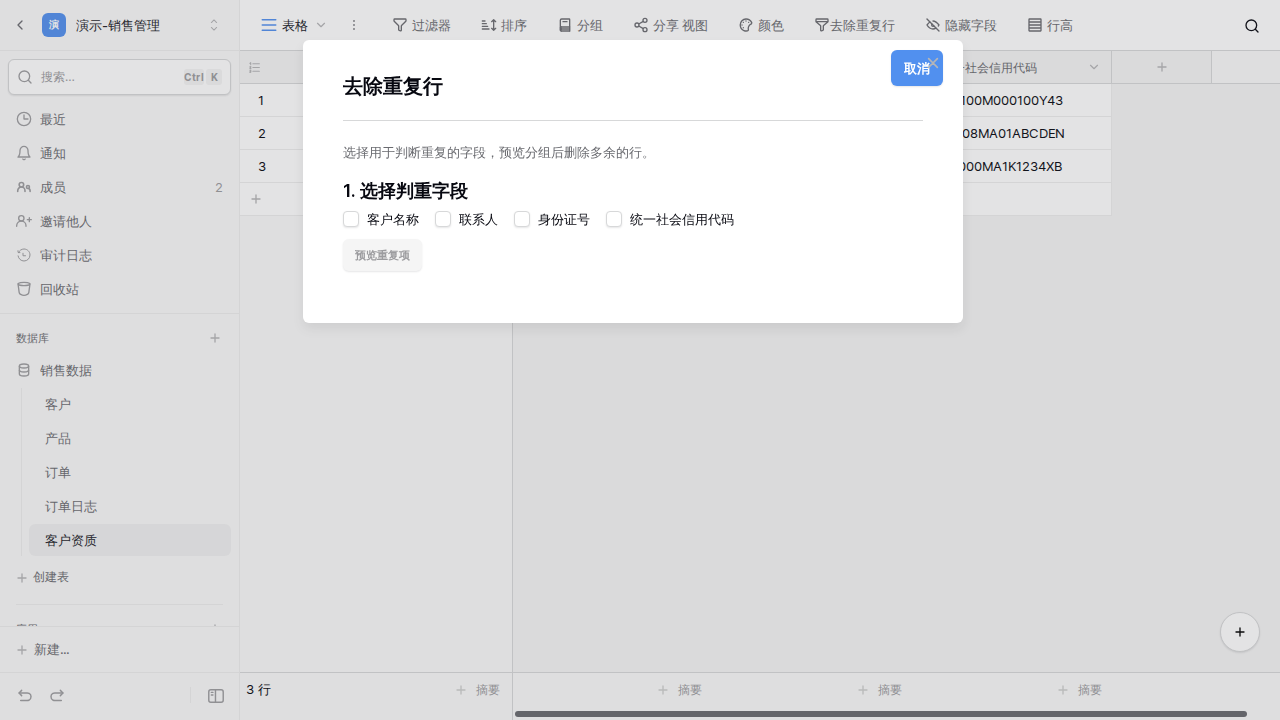 演 演示-销售管理
搜索... Ctrl K
最近
通知
成员 2
邀请他人
审计日志
回收站
数据库
销售数据
客户
产品
订单
订单日志
客户资质
创建表
新建...
表格 过滤器 排序 分组 分享 视图 颜色 去除重复行 隐藏字段 行高
社会信用代码
1 100M000100Y43
2 08MA01ABCDEN
3 000MA1K1234XB
取消
去除重复行
选择用于判断重复的字段，预览分组后删除多余的行。
1. 选择判重字段
客户名称 联系人 身份证号 统一社会信用代码
预览重复项
3 行 摘要 摘要 摘要 摘要